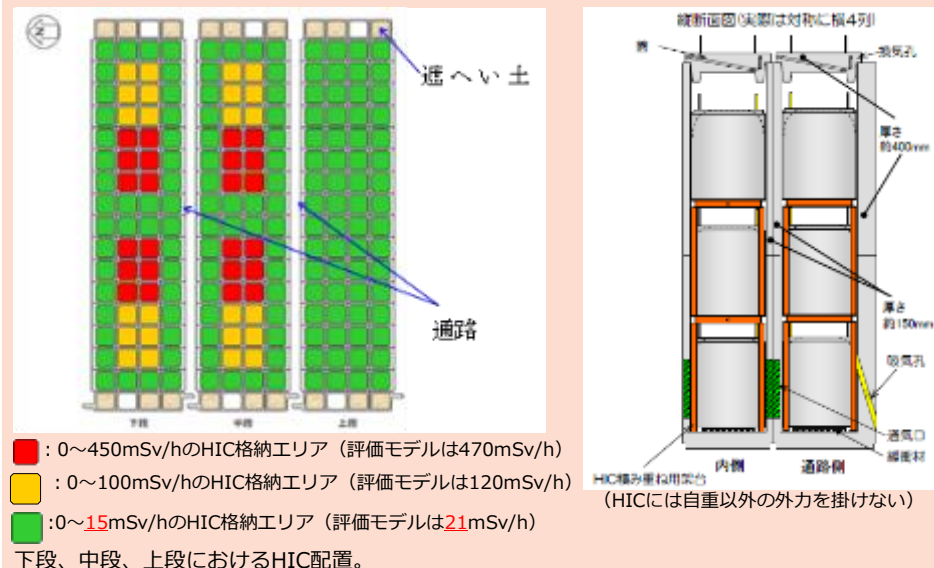 遮へい土
通路
下段
中段
上段
：0～450mSv/hのHIC格納エリア（評価モデルは470mSv/h）
：0～100mSv/hのHIC格納エリア（評価モデルは120mSv/h）
:0～15mSv/hのHIC格納エリア（評価モデルは21mSv/h）
下段、中段、上段におけるHIC配置。
縦断面図(実際は対称に横4列)
蓋
換気孔
厚さ
約400mm
厚さ
約150mm
吸気孔
通気口
緩衝材
内側
通路側
HIC積み重ね用架台
（HICには自重以外の外力を掛けない）